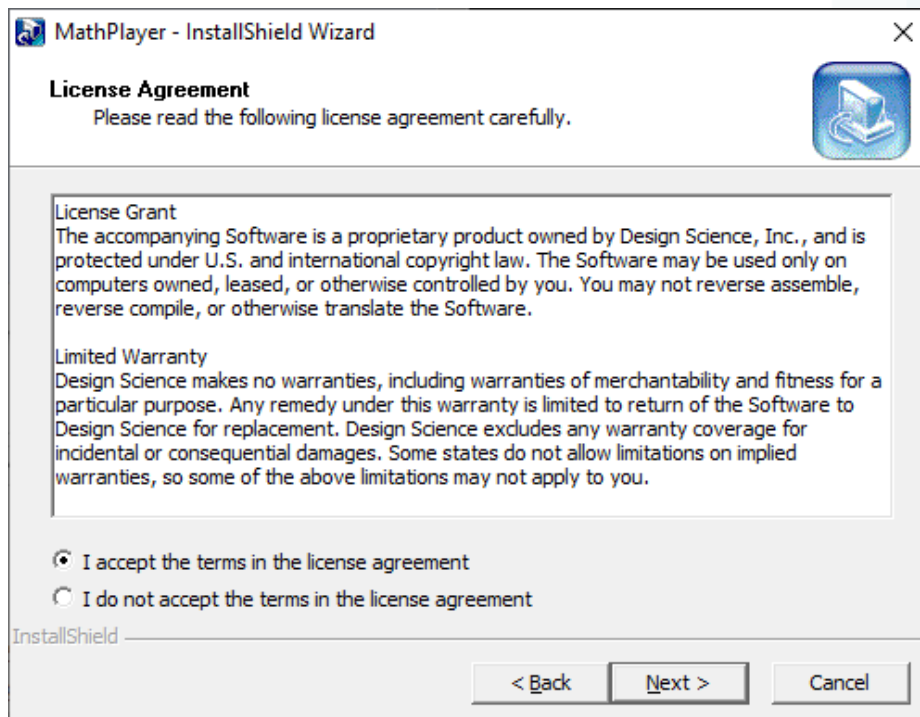 MathPlayer - InstallShield Wizard
License Agreement
Please read the following license agreement carefully.
License Grant
The accompanying Software is a proprietary product owned by Design Science, Inc., and is
protected under U.S. and international copyright law. The Software may be used only on
computers owned, leased, or otherwise controlled by you. You may not reverse assemble,
reverse compile, or otherwise translate the Software.
Limited Warranty
Design Science makes no warranties, including warranties of merchantability and fitness for a
particular purpose. Any remedy under this warranty is limited to return of the Software to
Design Science for replacement. Design Science excludes any warranty coverage for
incidental or consequential damages. Some states do not allow limitations on implied
warranties, so some of the above limitations may not apply to you.
I accept the terms in the license agreement
I do not accept the terms in the license agreement
InstallShield
< Back Next > Cancel